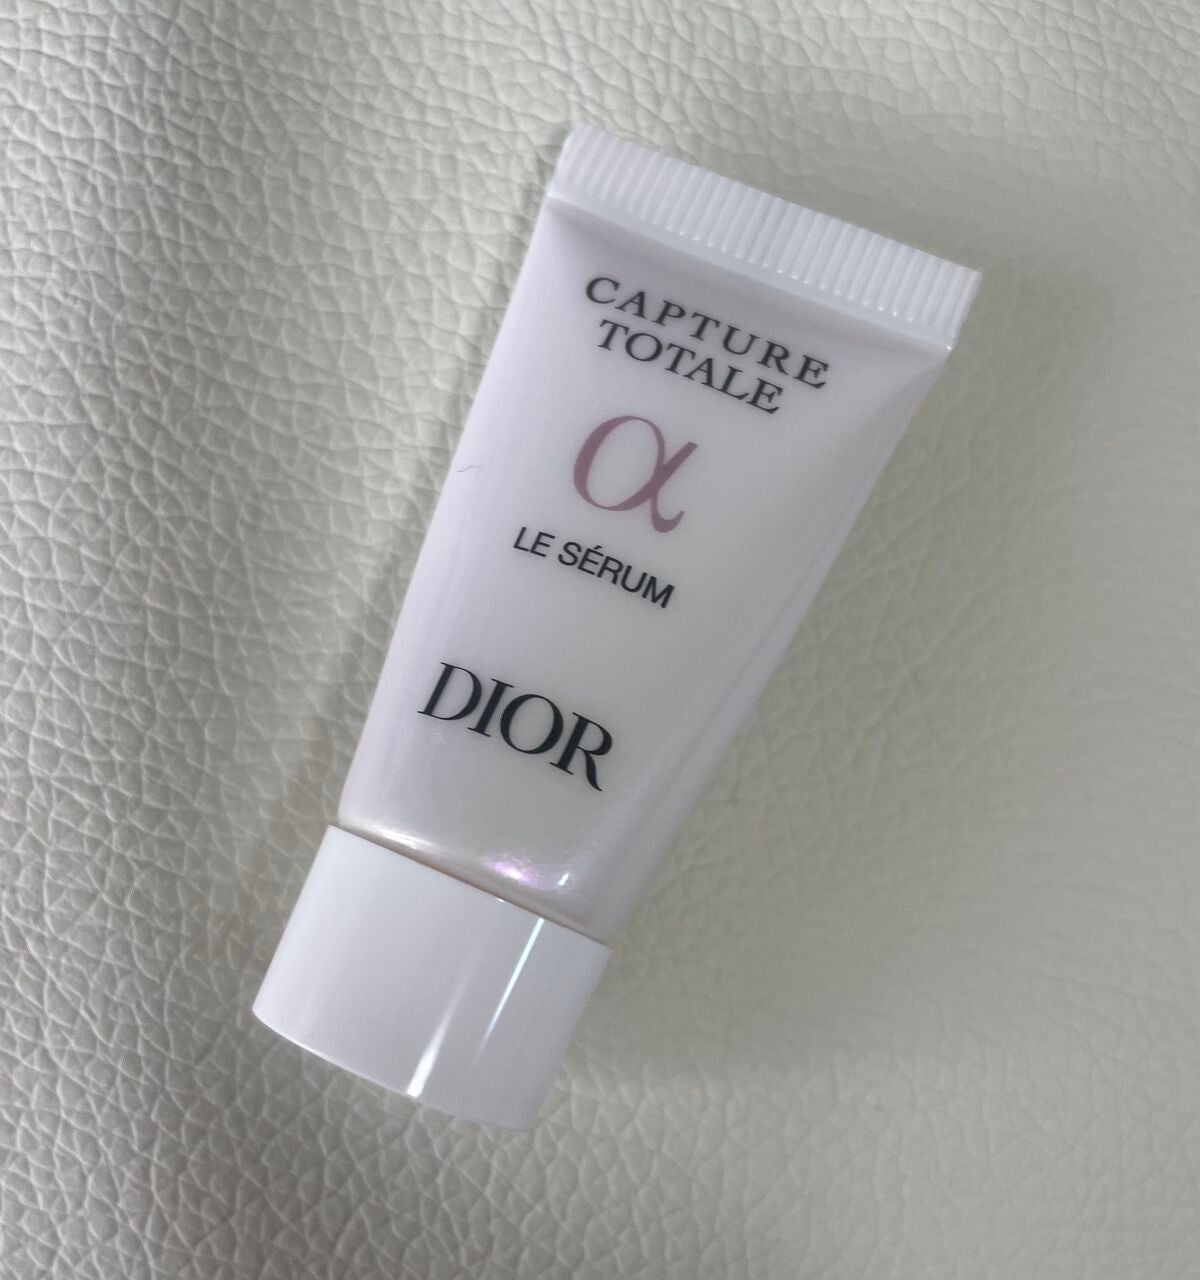 CAPTURE
TOTALE
α
LE SÉRUM
DIOR